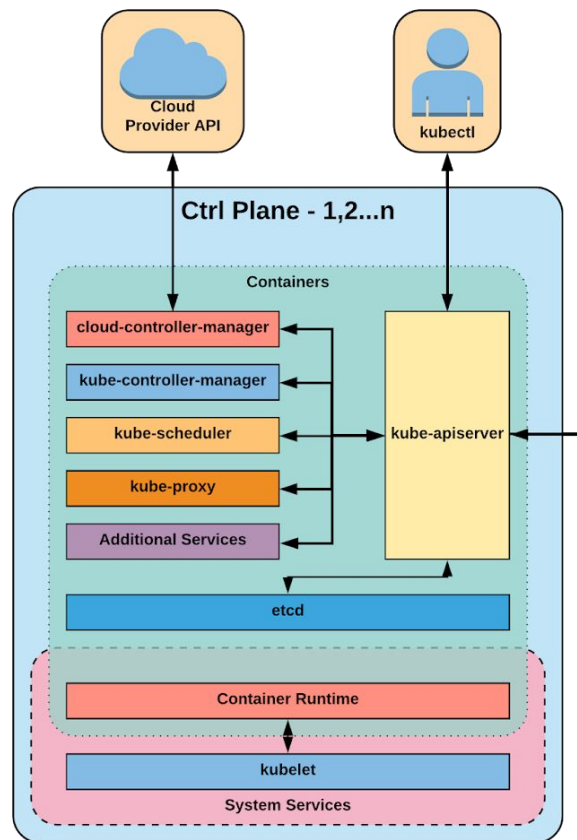 Cloud
Provider API
kubectl
Ctrl Plane - 1,2...n
Containers
cloud-controller-manager
kube-controller-manager
kube-scheduler
kube-proxy
Additional Services
kube-apiserver
etcd
Container Runtime
kubelet
System Services